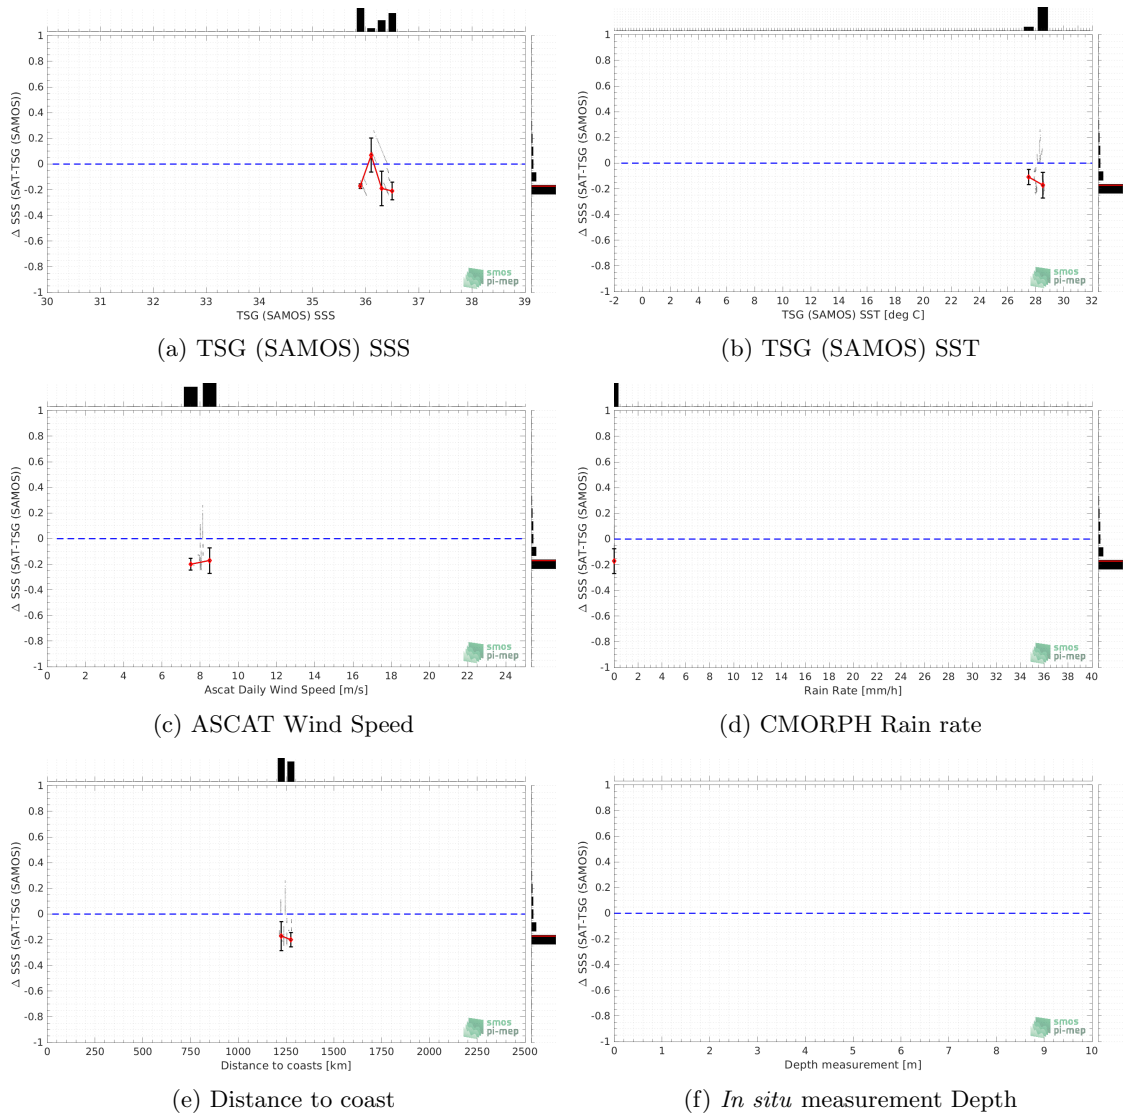 Δ SSS (SAT-TSG (SAMOS))
1
0.8
0.6
0.4
0.2
0
-0.2
-0.4
-0.6
-0.8
-1
30 31 32 33 34 35 36 37 38 39
TSG (SAMOS) SSS
smos
pi-mep
(a) TSG (SAMOS) SSS
Δ SSS (SAT-TSG (SAMOS))
1
0.8
0.6
0.4
0.2
0
-0.2
-0.4
-0.6
-0.8
-1
-2 0 2 4 6 8 10 12 14 16 18 20 22 24 26 28 30 32
TSG (SAMOS) SST [deg C]
smos
pi-mep
(b) TSG (SAMOS) SST
Δ SSS (SAT-TSG (SAMOS))
1
0.8
0.6
0.4
0.2
0
-0.2
-0.4
-0.6
-0.8
-1
0 2 4 6 8 10 12 14 16 18 20 22 24
Ascat Daily Wind Speed [m/s]
smos
pi-mep
(c) ASCAT Wind Speed
Δ SSS (SAT-TSG (SAMOS))
1
0.8
0.6
0.4
0.2
0
-0.2
-0.4
-0.6
-0.8
-1
0 2 4 6 8 10 12 14 16 18 20 22 24 26 28 30 32 34 36 38 40
Rain Rate [mm/h]
smos
pi-mep
(d) CMORPH Rain rate
Δ SSS (SAT-TSG (SAMOS))
1
0.8
0.6
0.4
0.2
0
-0.2
-0.4
-0.6
-0.8
-1
0 250 500 750 1000 1250 1500 1750 2000 2250 2500
Distance to coasts [km]
smos
pi-mep
(e) Distance to coast
Δ SSS (SAT-TSG (SAMOS))
1
0.8
0.6
0.4
0.2
0
-0.2
-0.4
-0.6
-0.8
-1
0 1 2 3 4 5 6 7 8 9 10
Depth measurement [m]
smos
pi-mep
(f) In situ measurement Depth